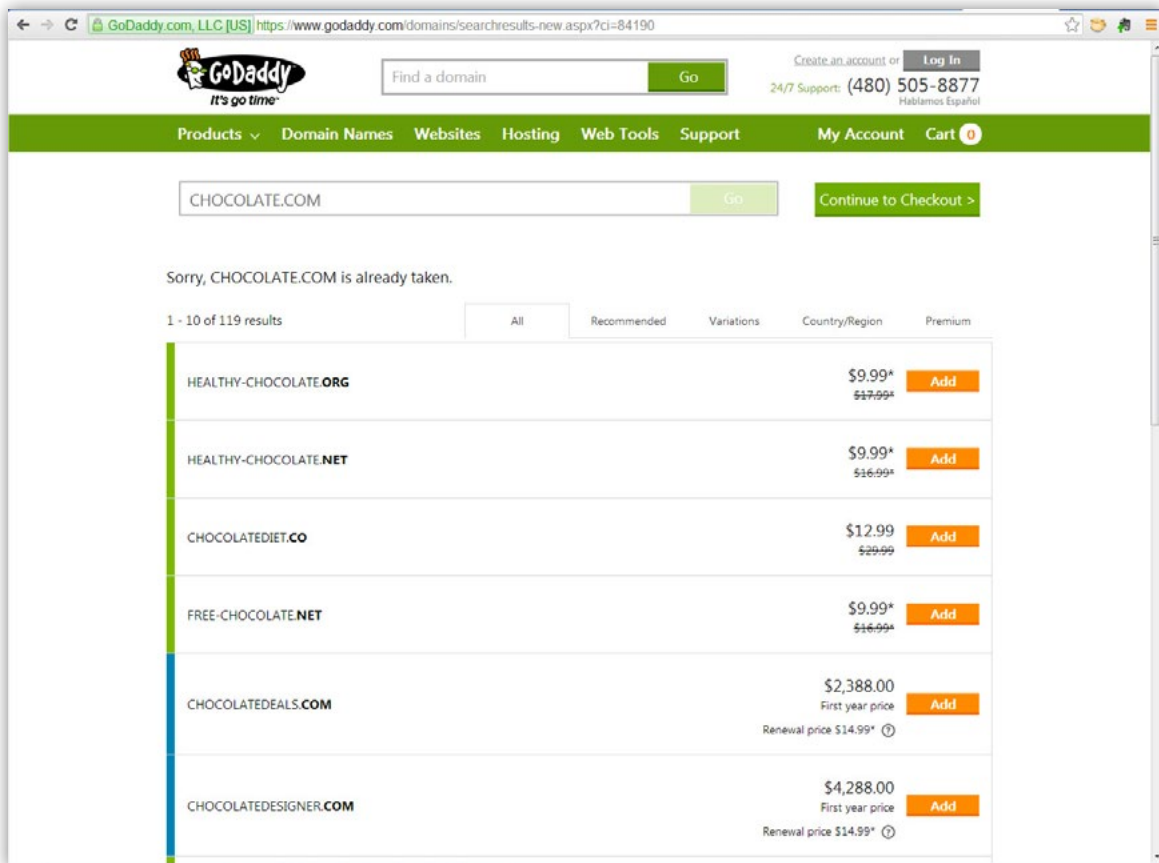 GoDaddy.com, LLC [US] https://www.godaddy.com/domains/searchresults-new.aspx?ci=84190
GoDaddy
It's go time
Find a domain
Go
Create an account or
Log In
24/7 Support: (480) 505-8877
Hablamos Español
Products Domain Names Websites Hosting Web Tools Support My Account Cart 0
CHOCOLATE.COM
Go
Continue to Checkout >
Sorry, CHOCOLATE.COM is already taken.
1 - 10 of 119 results
All Recommended Variations Country/Region Premium
HEALTHY-CHOCOLATE.ORG
$9.99*
$17.99*
Add
HEALTHY-CHOCOLATE.NET
$9.99*
$16.99*
Add
CHOCOLATEDIET.CO
$12.99
$29.99
Add
FREE-CHOCOLATE.NET
$9.99*
$16.99*
Add
CHOCOLATEDEALS.COM
$2,388.00
First year price
Renewal price $14.99* ?
Add
CHOCOLATEDESIGNER.COM
$4,288.00
First year price
Renewal price $14.99* ?
Add